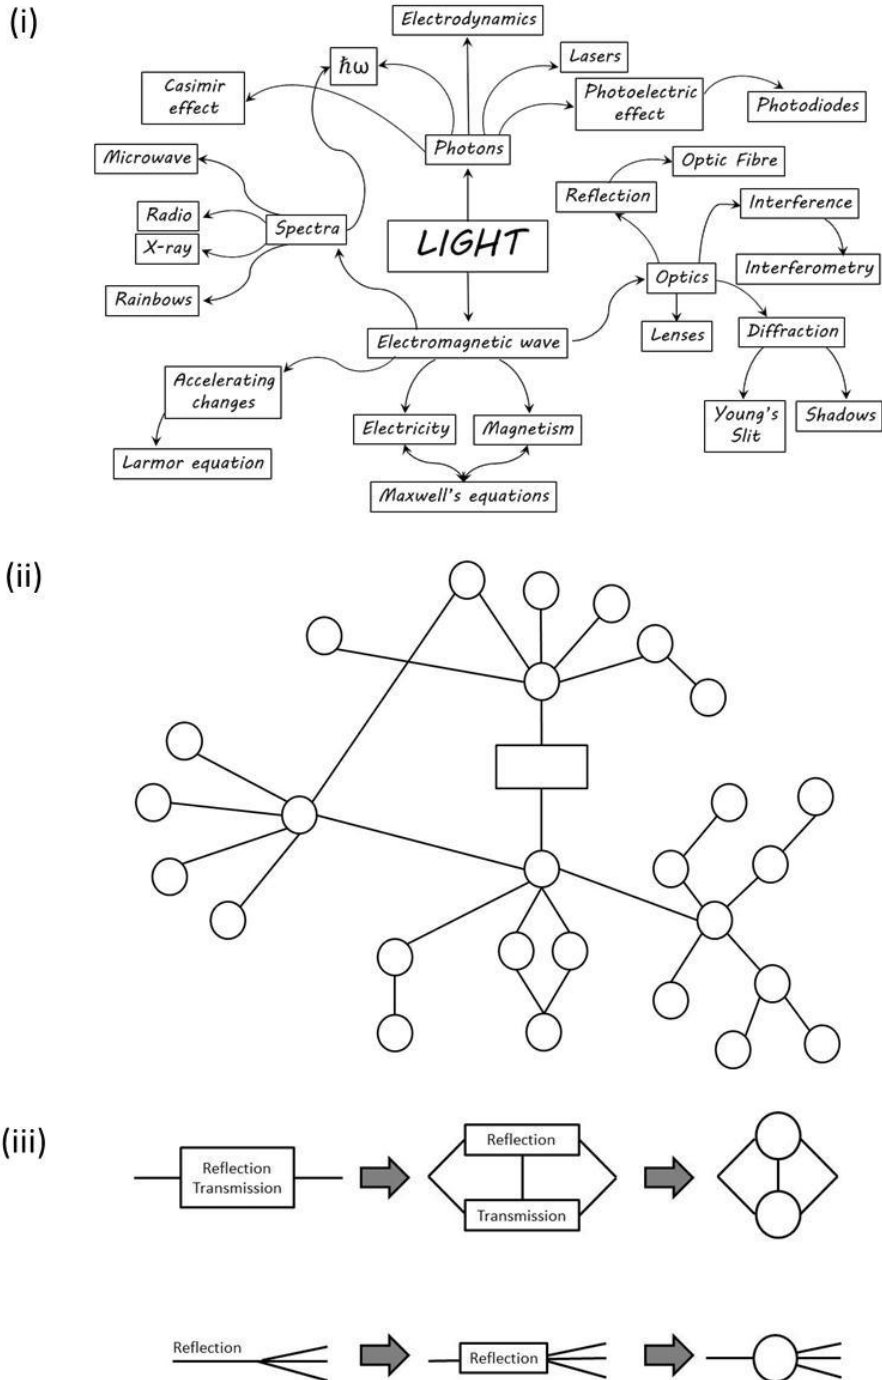 (i)
Electrodynamics
ħω
Lasers
Casimir
effect
Photoelectric
effect
Photodiodes
Photons
Microwave
Optic Fibre
Reflection
Radio
Spectra
Interference
X-ray
LIGHT
Interferometry
Optics
Rainbows
Electromagnetic wave
Lenses
Diffraction
Accelerating
changes
Electricity
Magnetism
Young's
Slit
Shadows
Larmor equation
Maxwell's equations
(ii)
(iii)
Reflection
Transmission
Reflection
Transmission
Reflection
Reflection